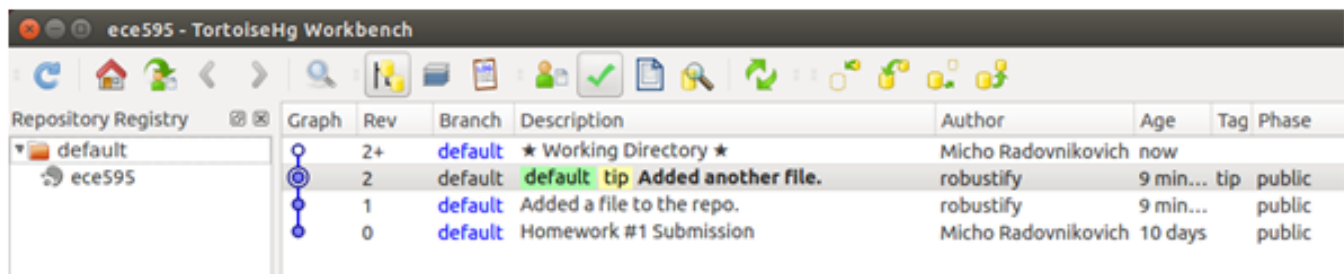 ece595 - TortoiseHg Workbench
Repository Registry Graph Rev Branch Description Author Age Tag Phase
default 2+ default ★ Working Directory ★ Micho Radovnikovich now
ece595 2 default default tip Added another file. robustify 9 min... tip public
1 default Added a file to the repo. robustify 9 min... public
0 default Homework #1 Submission Micho Radovnikovich 10 days public